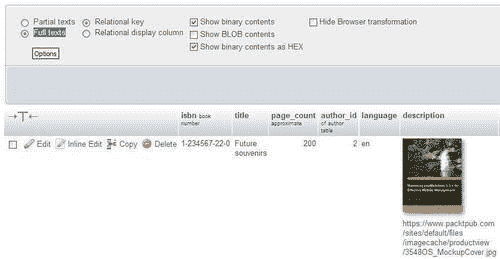 Partial texts
Full texts
Relational key
Relational display column
Show binary contents
Show BLOB contents
Show binary contents as HEX
Hide Browser transformation
Options
isbn book number
title
page_count approximate
author_id of author table
language
description
Edit
Inline Edit
Copy
Delete
1-234567-22-0
Future souvenirs
200
2
en
https://www.packtpub.com
/sites/default/files
/imagecache/productview
/3548OS_MockupCover.jpg